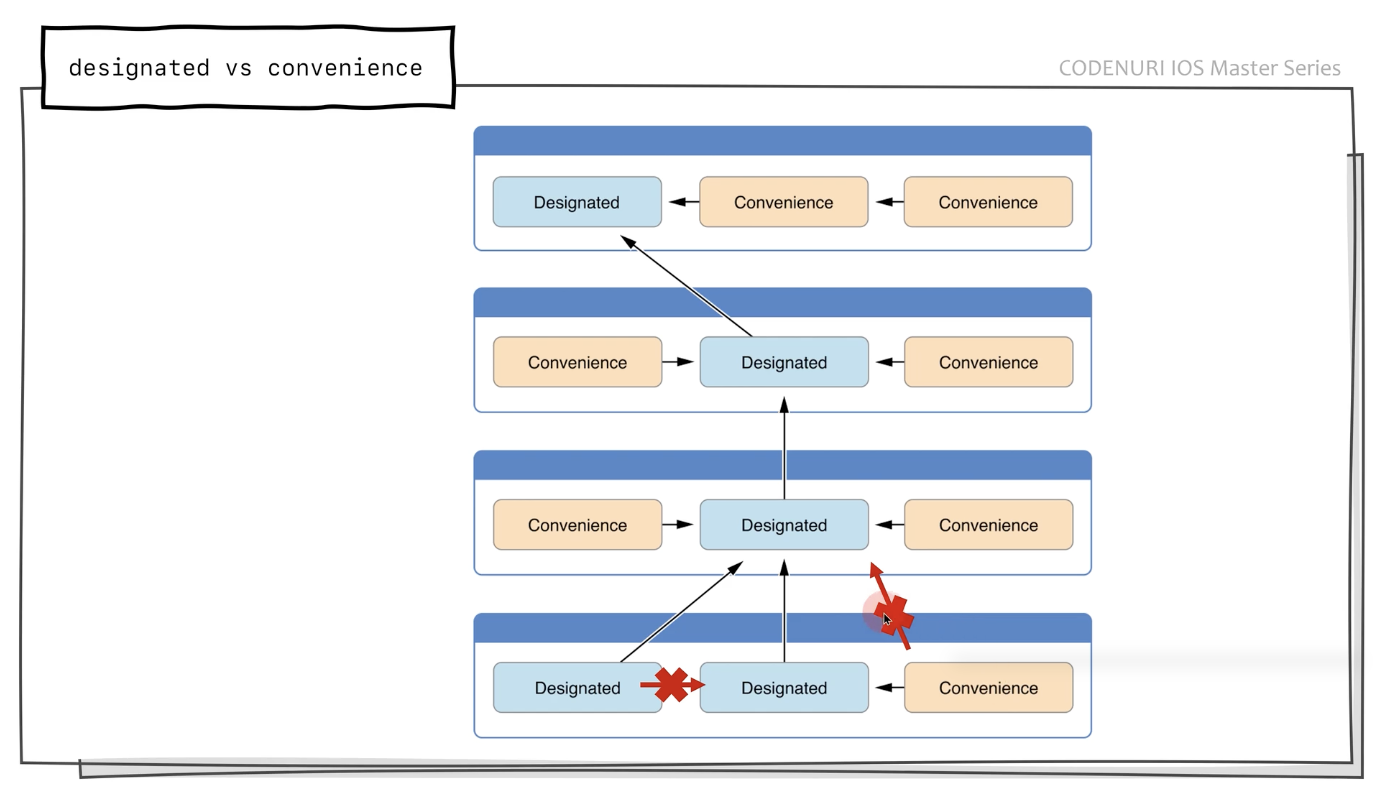 designated vs convenience
CODENURI IOS Master Series
Designated
Convenience
Convenience
Convenience
Designated
Convenience
Convenience
Designated
Convenience
Designated
Designated
Convenience